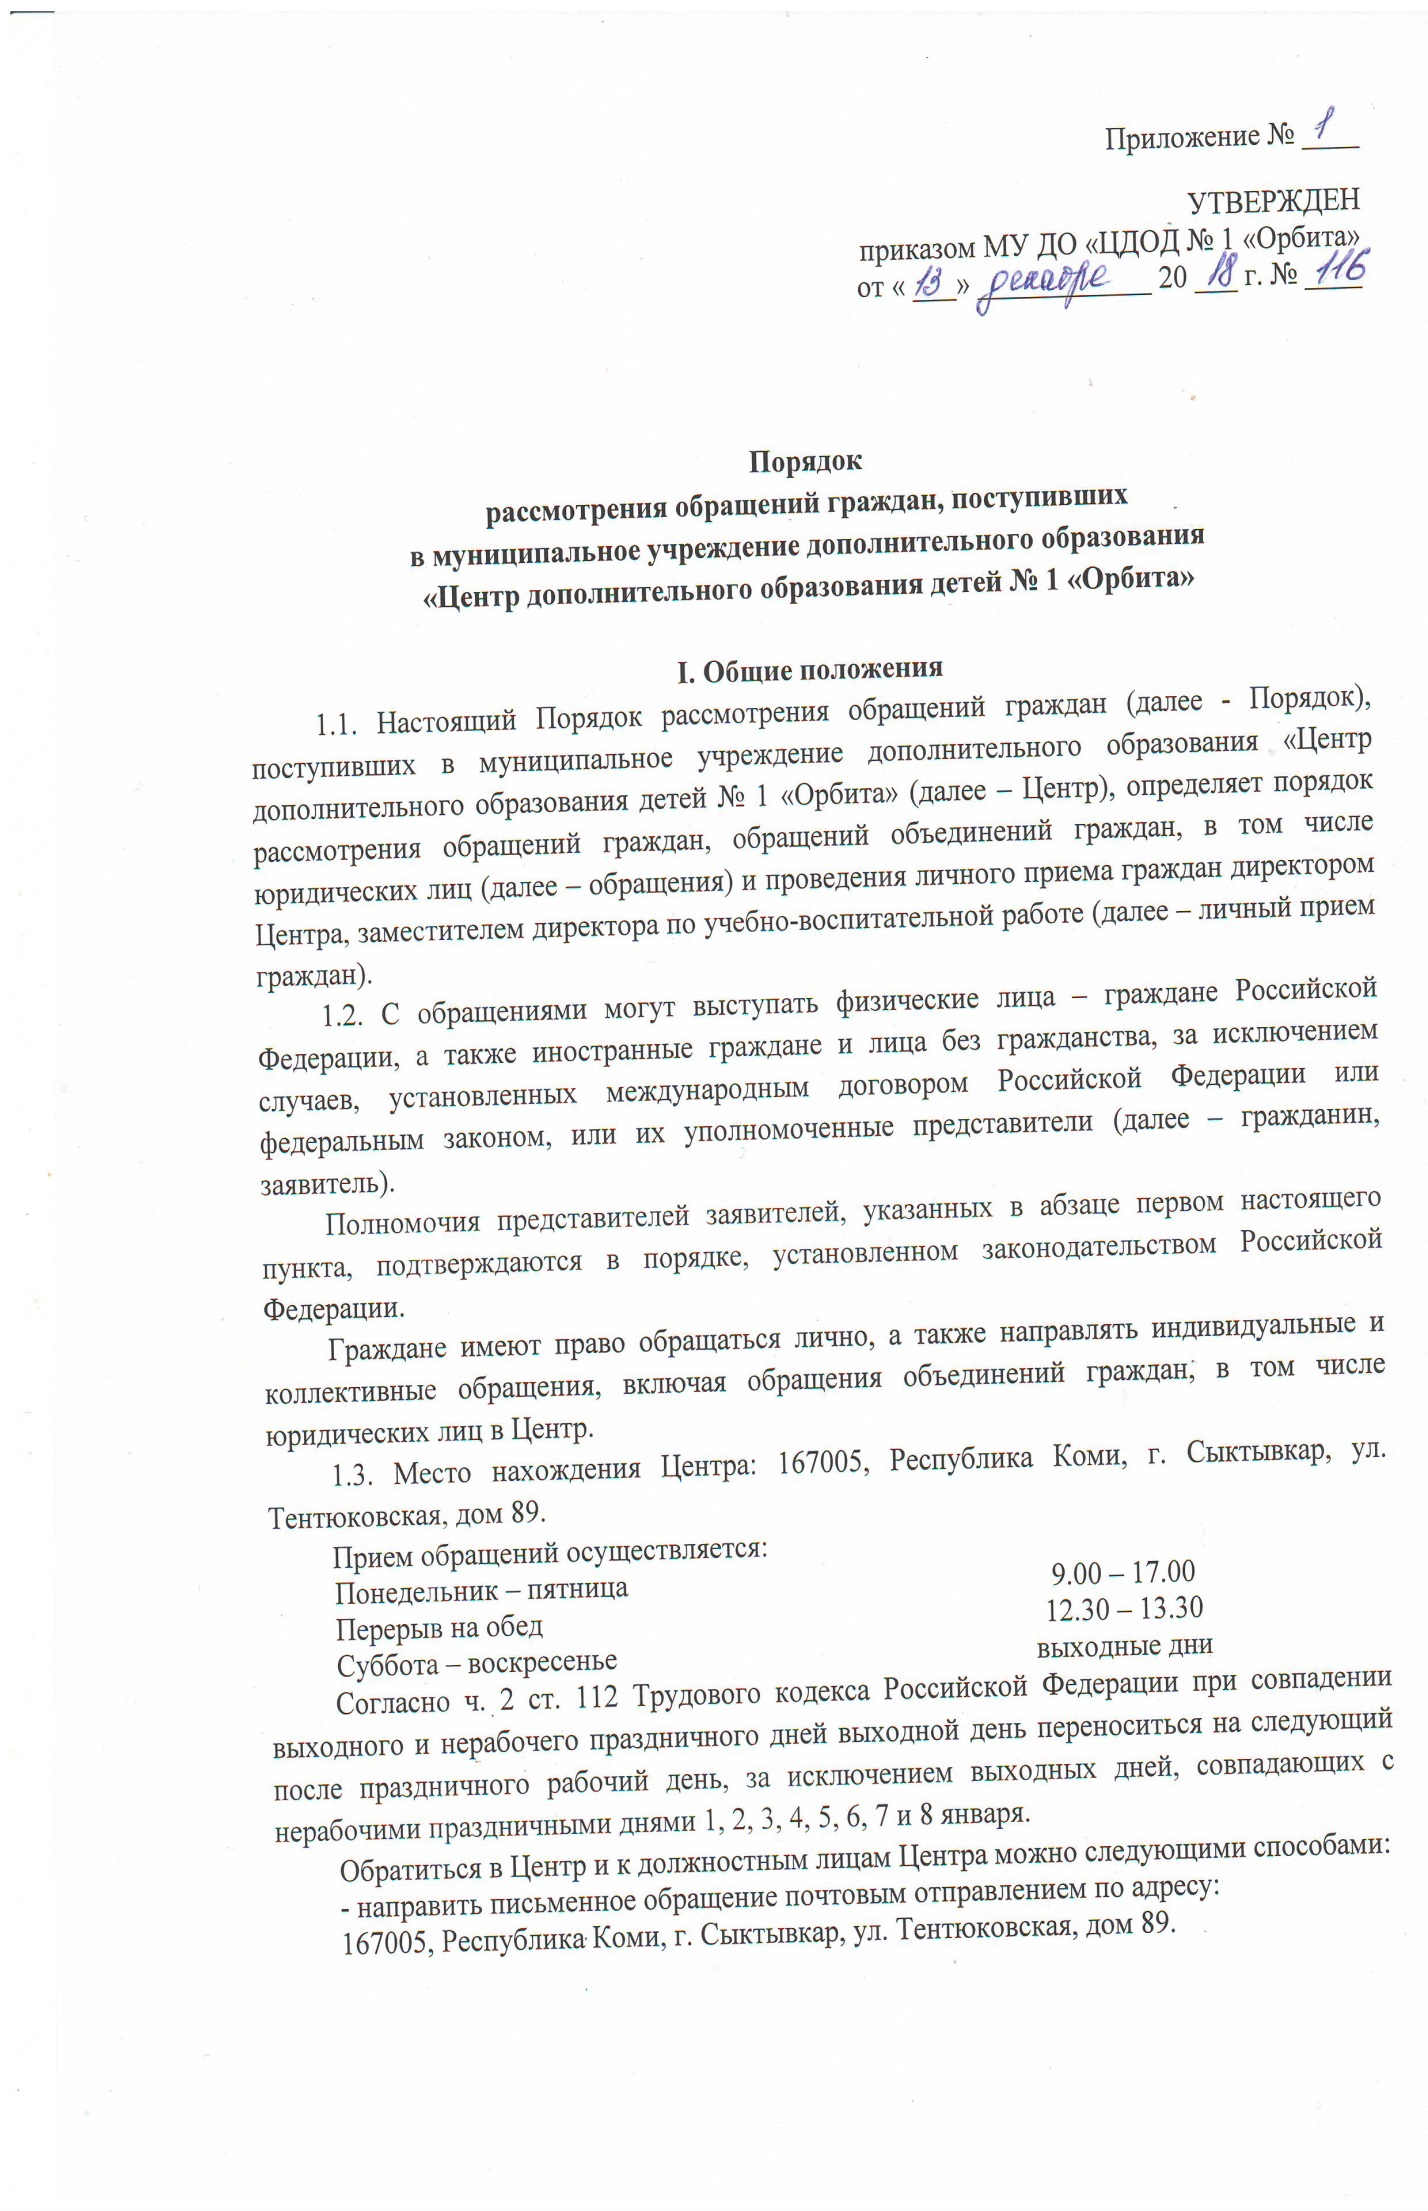 Приложение № 1
УТВЕРЖДЕН
приказом МУ ДО «ЦДОД № 1 «Орбита»
от « 13 » декабре 20 18 г. № 116
Порядок
рассмотрения обращений граждан, поступивших
в муниципальное учреждение дополнительного образования
«Центр дополнительного образования детей № 1 «Орбита»
I. Общие положения
1.1. Настоящий Порядок рассмотрения обращений граждан (далее - Порядок),
поступивших в муниципальное учреждение дополнительного образования «Центр
дополнительного образования детей № 1 «Орбита» (далее – Центр), определяет порядок
рассмотрения обращений граждан, обращений объединений граждан, в том числе
юридических лиц (далее – обращения) и проведения личного приема граждан директором
Центра, заместителем директора по учебно-воспитательной работе (далее – личный прием
граждан).
1.2. С обращениями могут выступать физические лица – граждане Российской
Федерации, а также иностранные граждане и лица без гражданства, за исключением
случаев, установленных международным договором Российской Федерации или
федеральным законом, или их уполномоченные представители (далее – гражданин,
заявитель).
Полномочия представителей заявителей, указанных в абзаце первом настоящего
пункта, подтверждаются в порядке, установленном законодательством Российской
Федерации.
Граждане имеют право обращаться лично, а также направлять индивидуальные и
коллективные обращения, включая обращения объединений граждан, в том числе
юридических лиц в Центр.
1.3. Место нахождения Центра: 167005, Республика Коми, г. Сыктывкар, ул.
Тентюковская, дом 89.
Прием обращений осуществляется:
Понедельник – пятница 9.00 – 17.00
Перерыв на обед 12.30 – 13.30
Суббота – воскресенье выходные дни
Согласно ч. 2 ст. 112 Трудового кодекса Российской Федерации при совпадении
выходного и нерабочего праздничного дней выходной день переноситься на следующий
после праздничного рабочий день, за исключением выходных дней, совпадающих с
нерабочими праздничными днями 1, 2, 3, 4, 5, 6, 7 и 8 января.
Обратиться в Центр и к должностным лицам Центра можно следующими способами:
- направить письменное обращение почтовым отправлением по адресу:
167005, Республика Коми, г. Сыктывкар, ул. Тентюковская, дом 89.